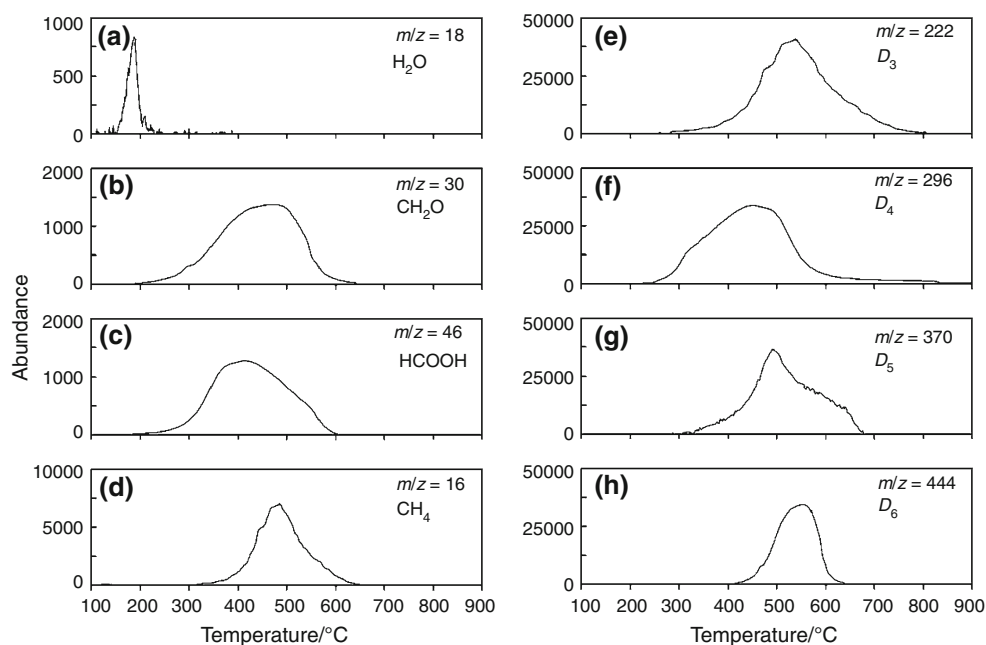 Abundance
(a)
m/z = 18
H₂O
1000
500
0
(b)
m/z = 30
CH₂O
2000
1000
0
(c)
m/z = 46
HCOOH
2000
1000
0
(d)
m/z = 16
CH₄
10000
5000
0
100 200 300 400 500 600 700 800 900
Temperature/°C
(e)
m/z = 222
D₃
50000
25000
0
(f)
m/z = 296
D₄
50000
25000
0
(g)
m/z = 370
D₅
50000
25000
0
(h)
m/z = 444
D₆
50000
25000
0
100 200 300 400 500 600 700 800 900
Temperature/°C